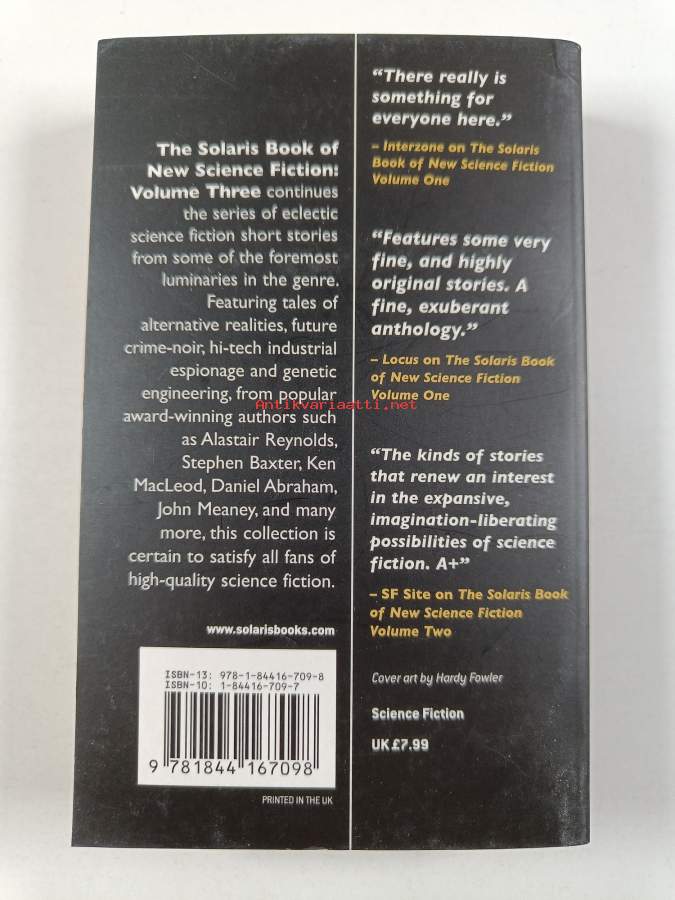 The Solaris Book of
New Science Fiction:
Volume Three continues
the series of eclectic
science fiction short stories
from some of the foremost
luminaries in the genre.
Featuring tales of
alternative realities, future
crime-noir, hi-tech industrial
espionage and genetic
engineering, from popular
award-winning authors such
as Alastair Reynolds,
Stephen Baxter, Ken
MacLeod, Daniel Abraham,
John Meaney, and many
more, this collection is
certain to satisfy all fans of
high-quality science fiction.
www.solarisbooks.com
ISBN-13: 978-1-84416-709-8
ISBN-10: 1-84416-709-7
9 781844 167098
PRINTED IN THE UK
“There really is
something for
everyone here.”
– Interzone on The Solaris
Book of New Science Fiction
Volume One
“Features some very
fine, and highly
original stories. A
fine, exuberant
anthology.”
– Locus on The Solaris Book
of New Science Fiction
Volume One
“The kinds of stories
that renew an interest
in the expansive,
imagination-liberating
possibilities of science
fiction. A+”
– SF Site on The Solaris Book
of New Science Fiction
Volume Two
Cover art by Hardy Fowler
Science Fiction
UK £7.99
Antikvariaatti.net